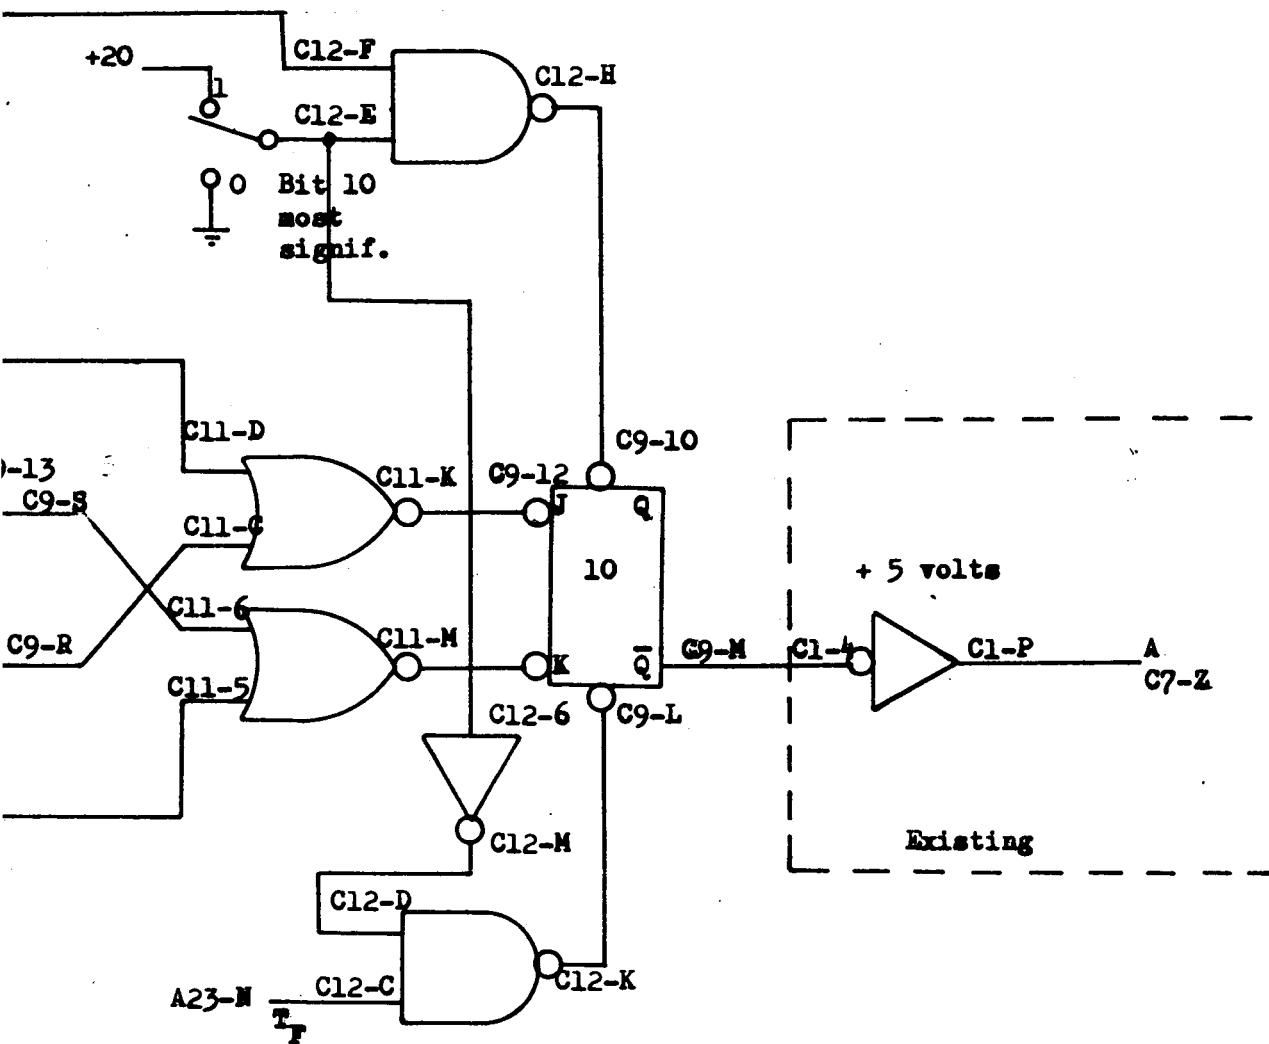 +20
1
C12-F
C12-H
C12-E
0
Bit 10
most
signif.
C11-D
-13
C9-S
C11-K
C9-12
C9-10
J
Q
C11-C
10
+ 5 volts
C11-6
C9-R
C11-M
K
Q̅
C9-M
C1-4
C1-P
A
C7-Z
C11-5
C12-6
C9-L
C12-M
Existing
C12-D
C12-K
A23-N
C12-C
T
F